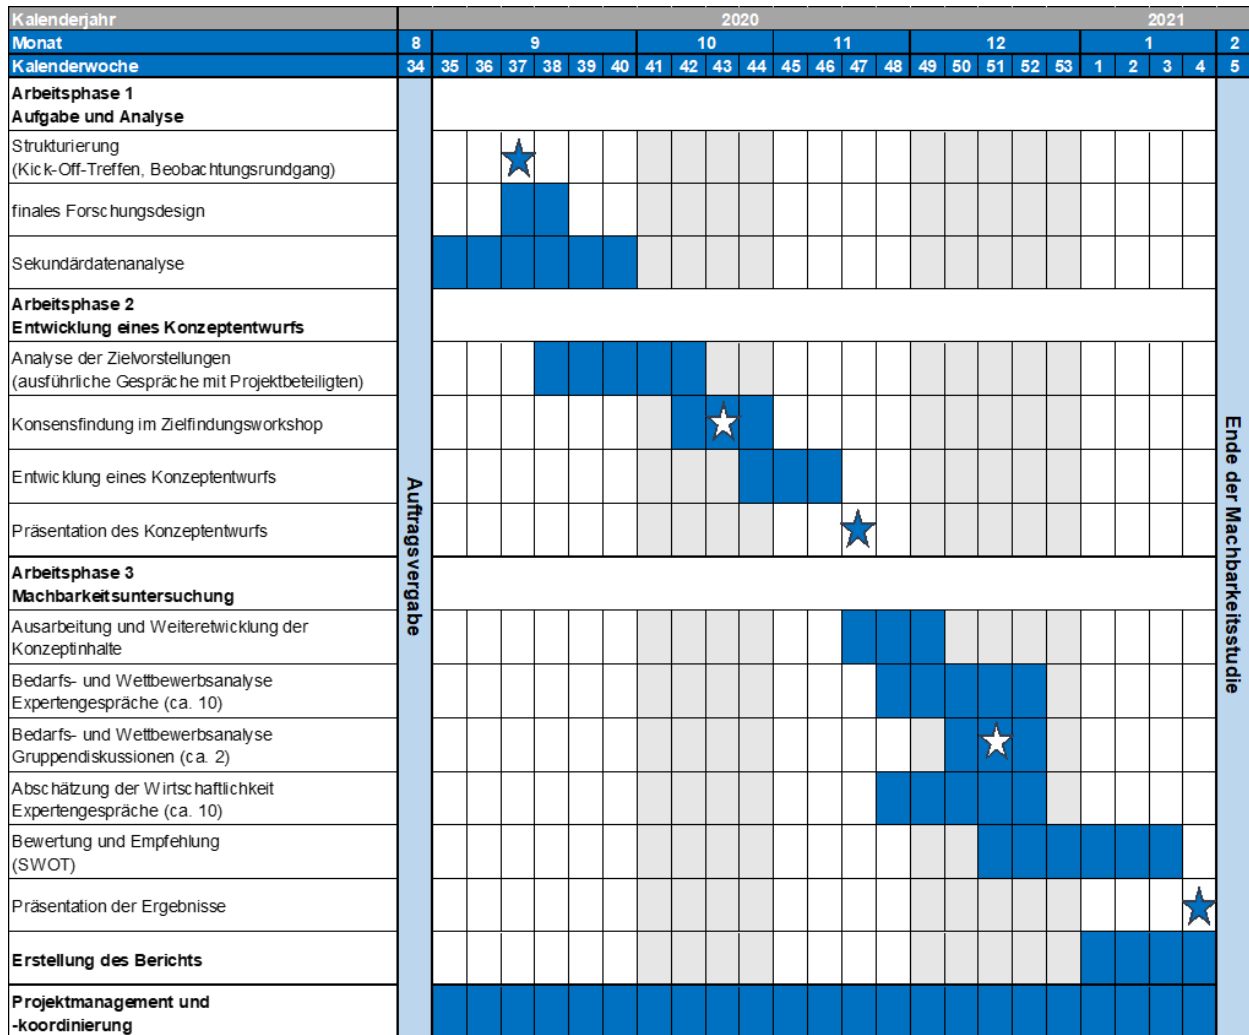 Kalenderjahr 2020 2021
Monat 8 9 10 11 12 1 2
Kalenderwoche 34 35 36 37 38 39 40 41 42 43 44 45 46 47 48 49 50 51 52 53 1 2 3 4 5
Arbeitsphase 1
Aufgabe und Analyse
Strukturierung
(Kick-Off-Treffen, Beobachtungsrundgang)
finales Forschungsdesign
Sekundärdatenanalyse
Arbeitsphase 2
Entwicklung eines Konzeptentwurfs
Analyse der Zielvorstellungen
(ausführliche Gespräche mit Projektbeteiligten)
Konsensfindung im Zielfindungsworkshop
Entwicklung eines Konzeptentwurfs
Präsentation des Konzeptentwurfs
Arbeitsphase 3
Machbarkeitsuntersuchung
Ausarbeitung und Weiteretwicklung der
Konzeptinhalte
Bedarfs- und Wettbewerbsanalyse
Expertengespräche (ca. 10)
Bedarfs- und Wettbewerbsanalyse
Gruppendiskussionen (ca. 2)
Abschätzung der Wirtschaftlichkeit
Expertengespräche (ca. 10)
Bewertung und Empfehlung
(SWOT)
Präsentation der Ergebnisse
Erstellung des Berichts
Projektmanagement und
-koordinierung
Auftragsvergabe
Ende der Machbarkeitsstudie